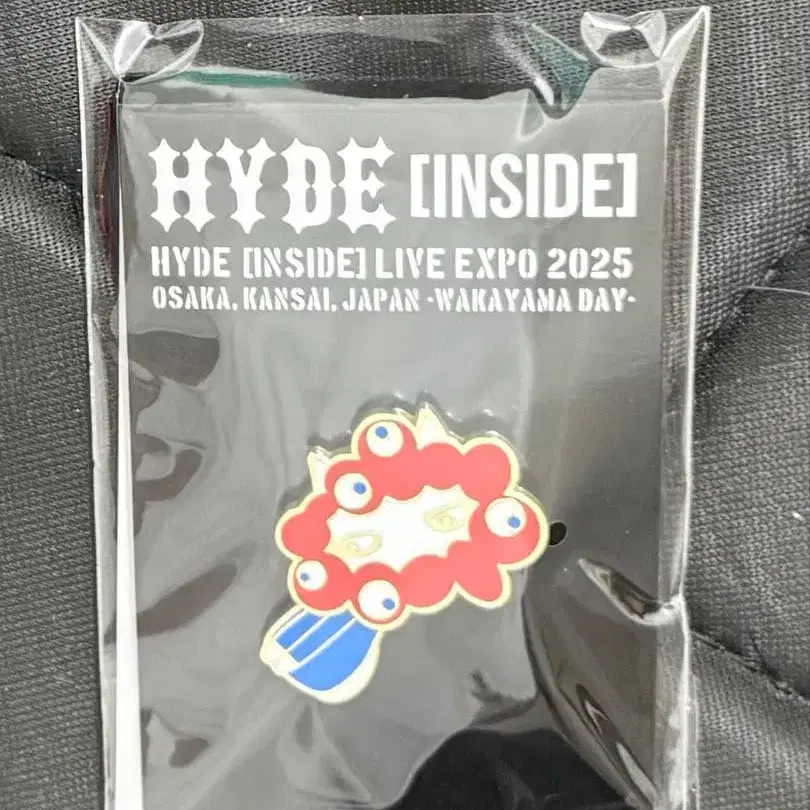 HYDE [INSIDE]
HYDE [INSIDE] LIVE EXPO 2025
OSAKA, KANSAI, JAPAN -WAKAYAMA DAY-